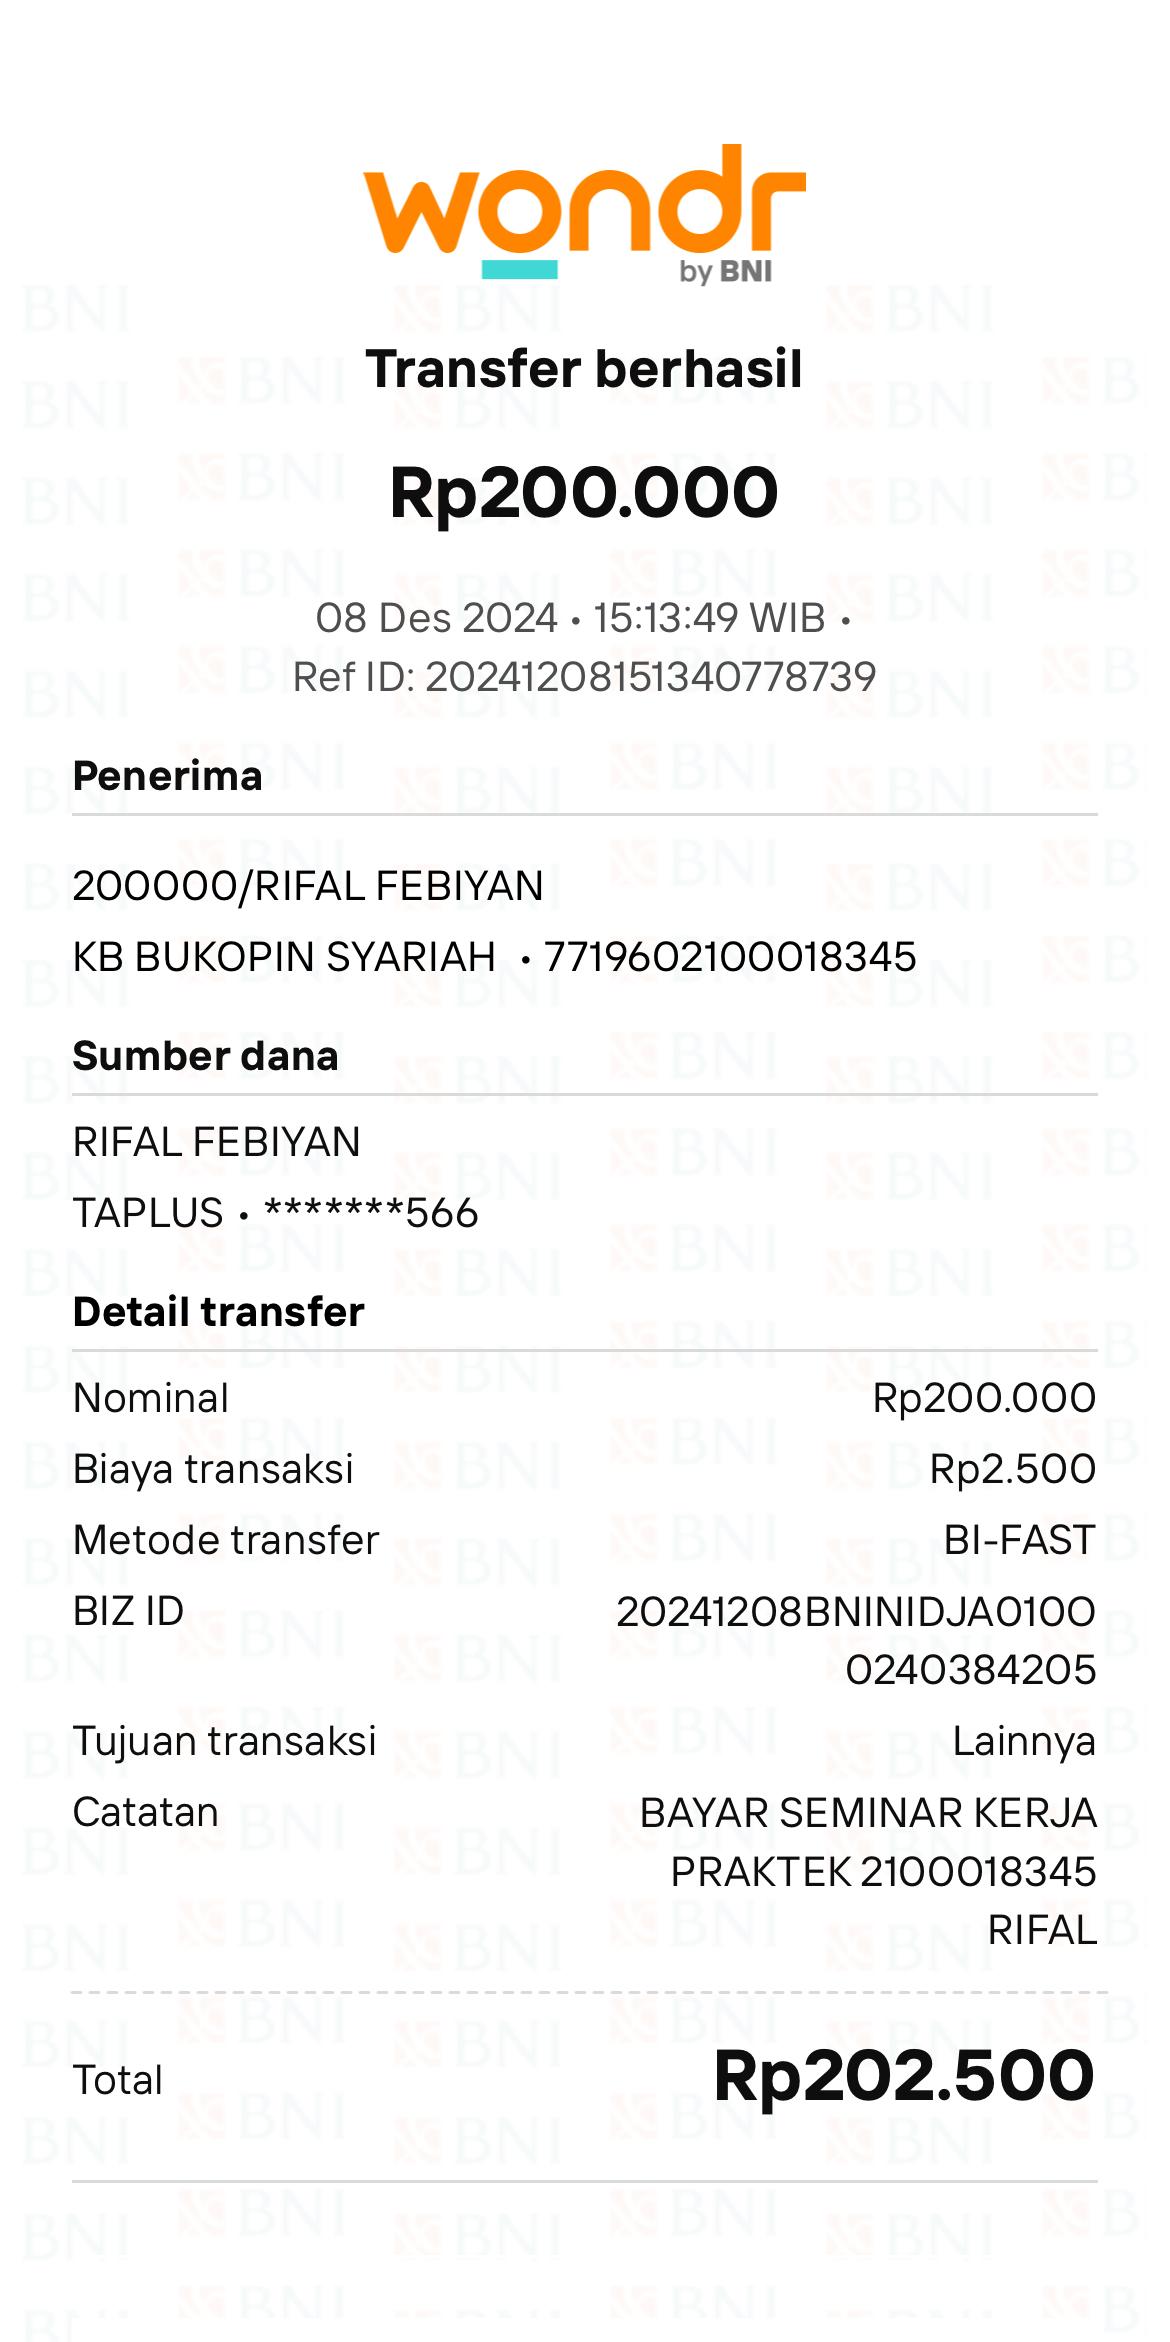 wondr
by BNI
Transfer berhasil
Rp200.000
08 Des 2024 • 15:13:49 WIB •
Ref ID: 20241208151340778739
Penerima
200000/RIFAL FEBIYAN
KB BUKOPIN SYARIAH • 7719602100018345
Sumber dana
RIFAL FEBIYAN
TAPLUS • *******566
Detail transfer
Nominal Rp200.000
Biaya transaksi Rp2.500
Metode transfer BI-FAST
BIZ ID 20241208BNINIDJA0100
0240384205
Tujuan transaksi Lainnya
Catatan BAYAR SEMINAR KERJA
PRAKTEK 2100018345
RIFAL
Total Rp202.500